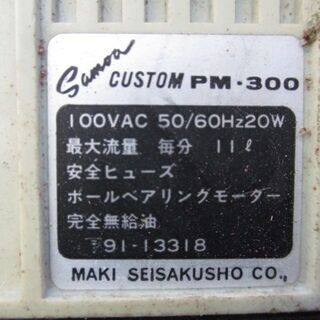 Samoa CUSTOM PM-300
100VAC 50/60Hz20W
最大流量 毎分 11ℓ
安全ヒューズ
ボールベアリングモーター
完全無給油
〒91-13318
MAKI SEISAKUSHO CO.,